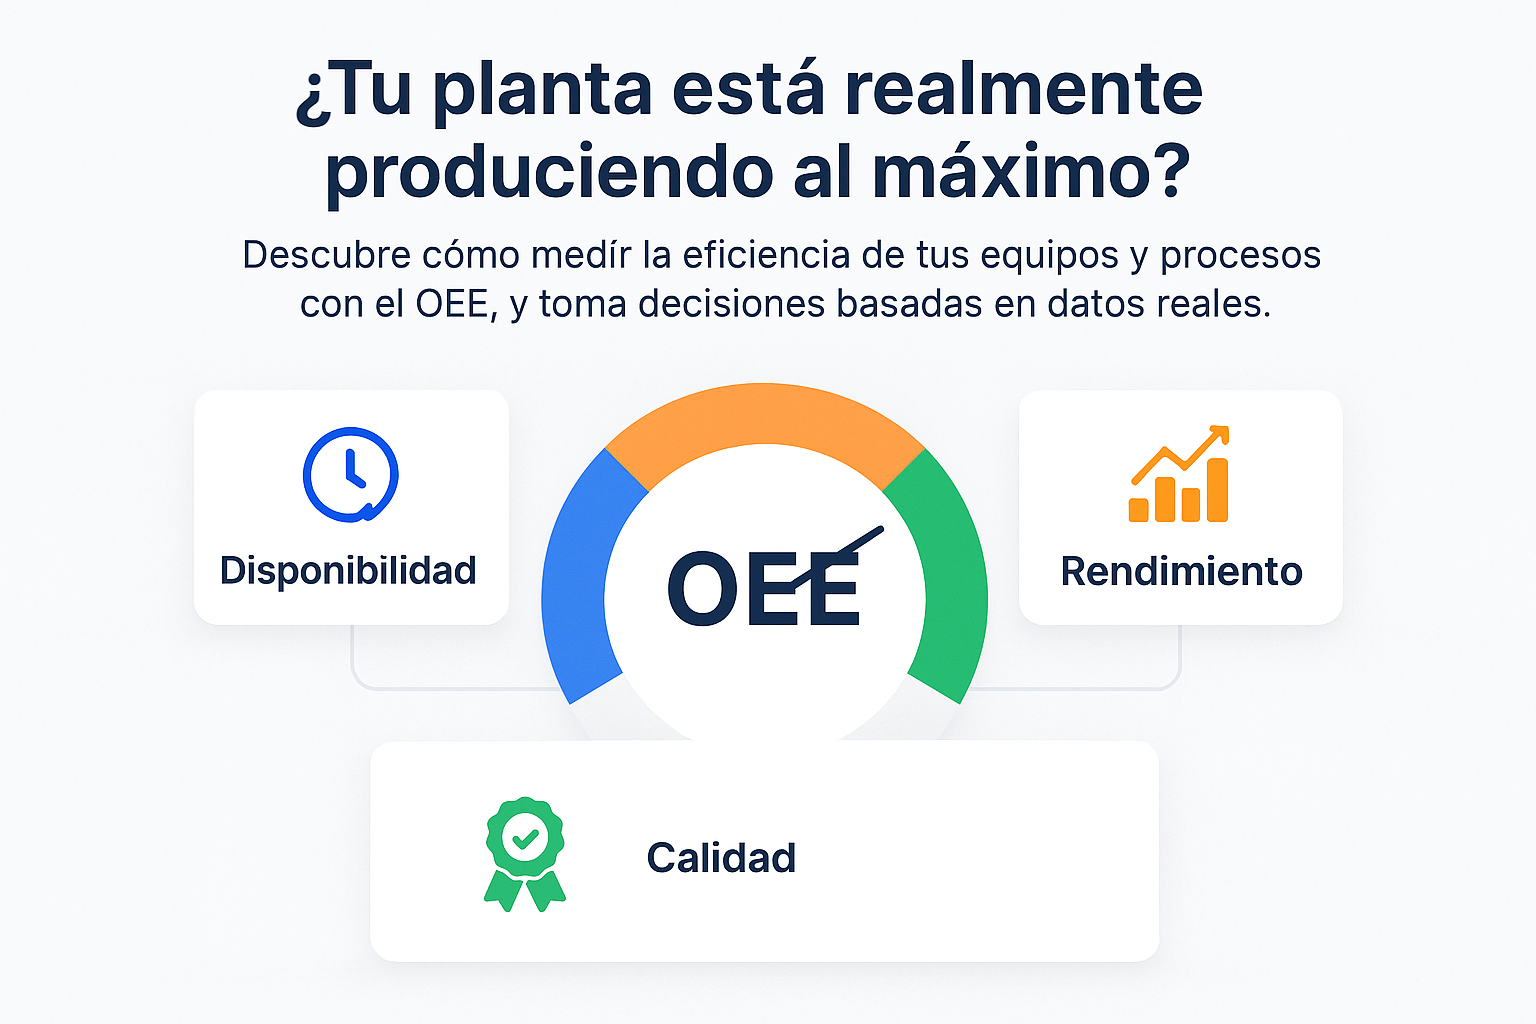 ¿Tu planta está realmente
produciendo al máximo?
Descubre cómo medír la eficiencia de tus equipos y procesos
con el OEE, y toma decisiones basadas en datos reales.
Disponibilidad
OEE
Rendimiento
Calidad